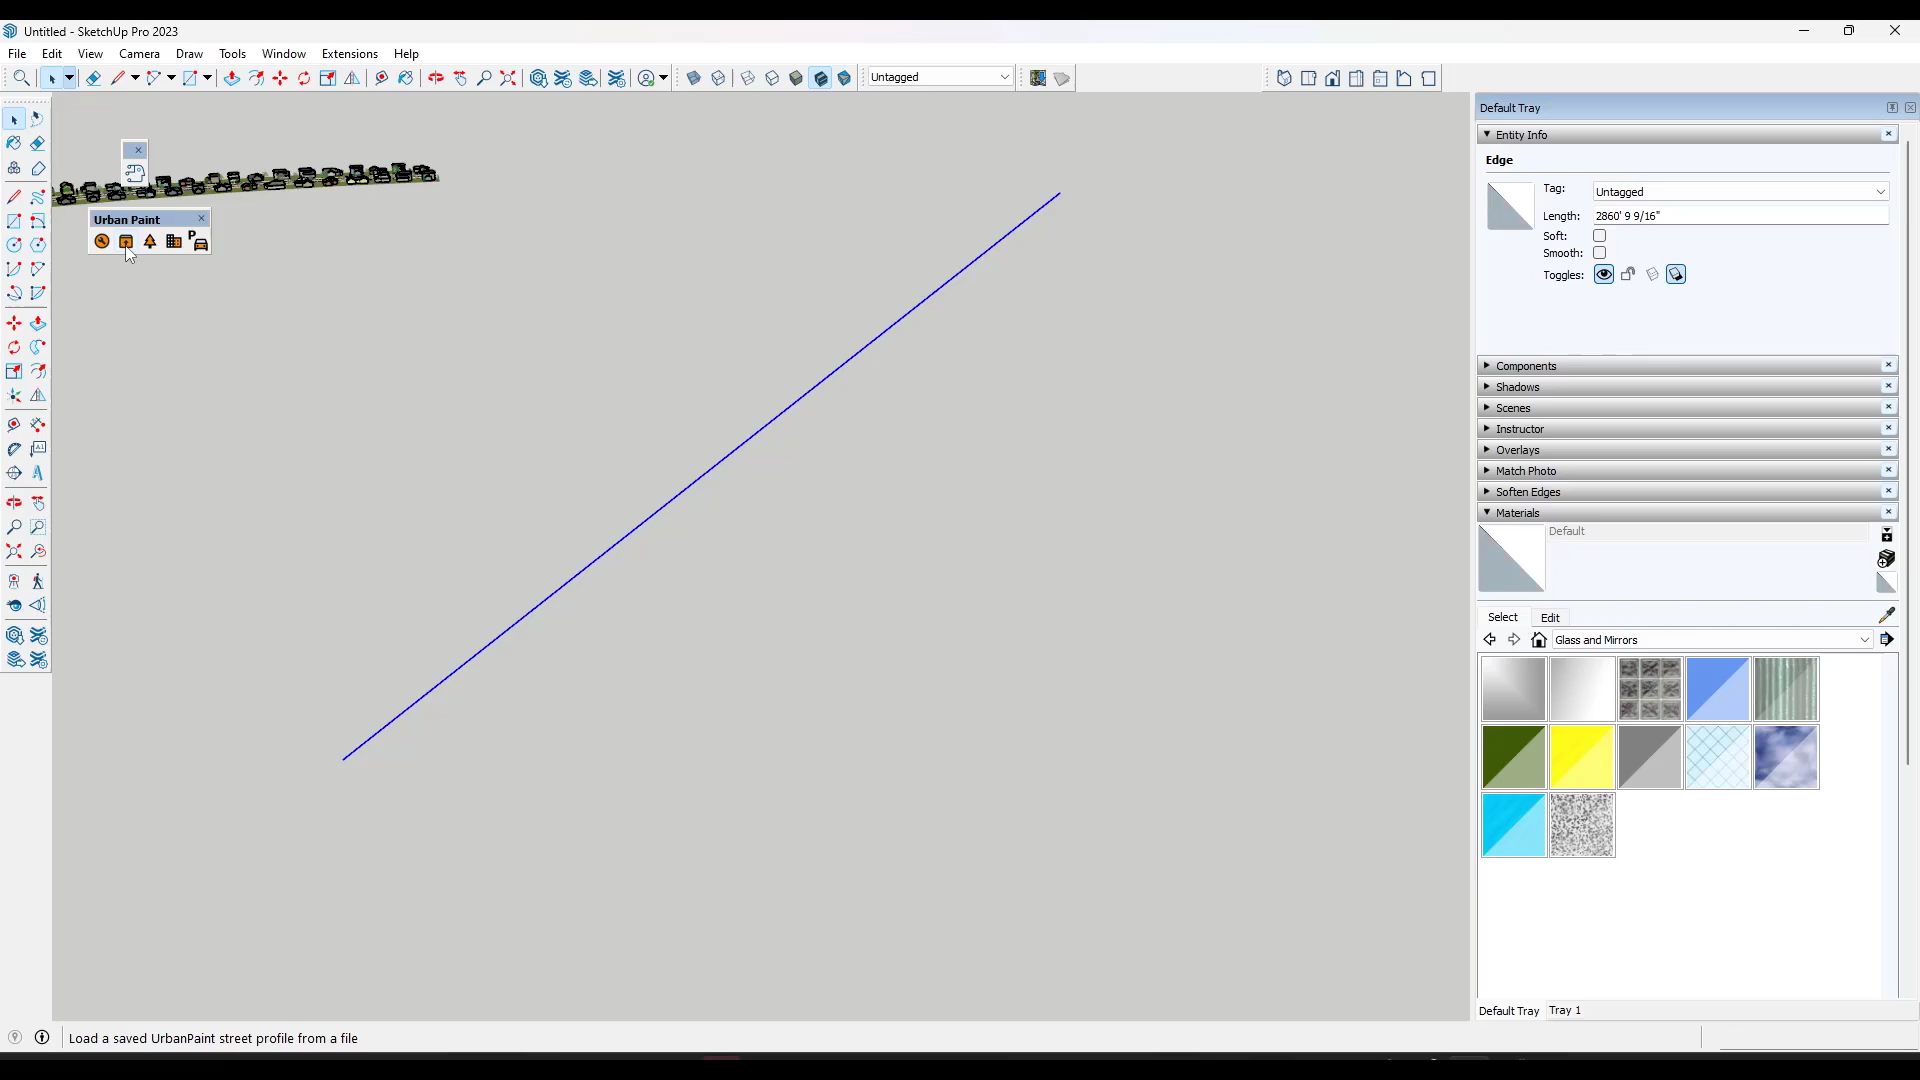 Untitled - SketchUp Pro 2023
File Edit View Camera Draw Tools Window Extensions Help
Untagged
Default Tray
Entity Info
Edge
Tag: Untagged
Length: 2860' 9 9/16"
Soft:
Smooth:
Toggles:
Urban Paint
P
Components
Shadows
Scenes
Instructor
Overlays
Match Photo
Soften Edges
Materials
Default
Select Edit
Glass and Mirrors
Default Tray Tray 1
Load a saved UrbanPaint street profile from a file